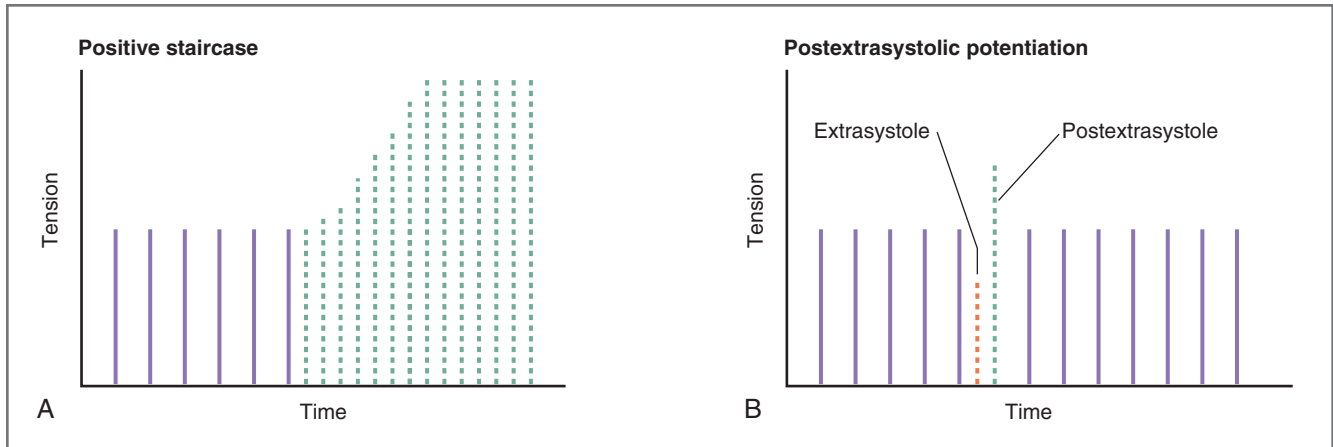 Positive staircase
Tension
Time
A
Postextrasystolic potentiation
Extrasystole
Postextrasystole
Tension
Time
B